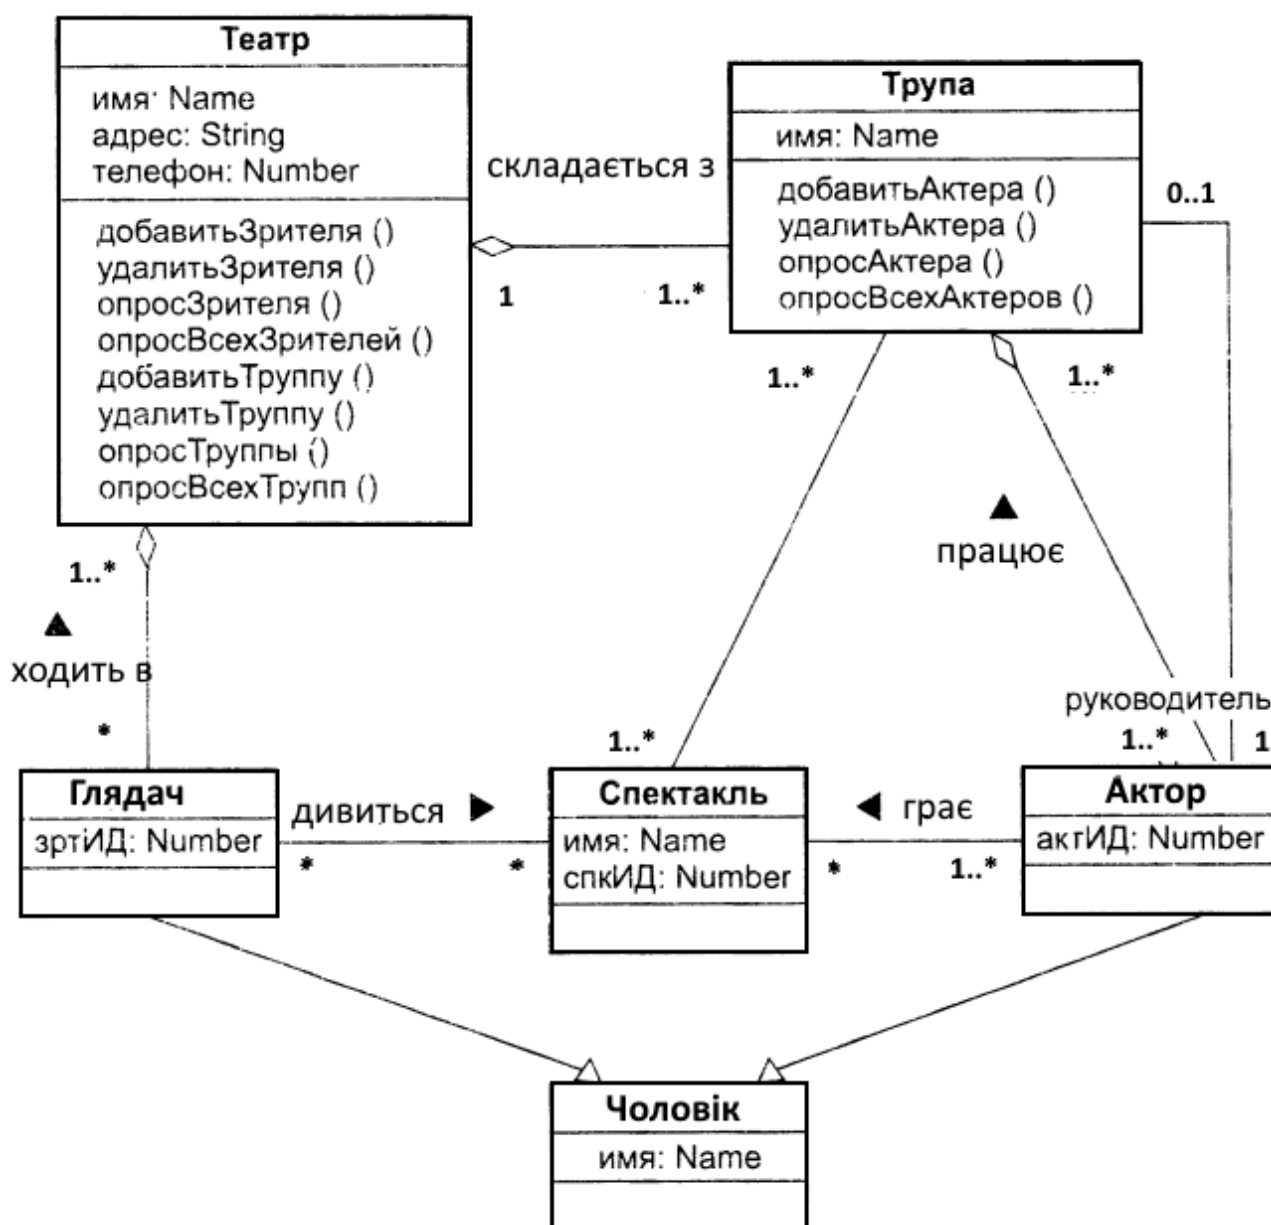 Театр
имя: Name
адрес: String
телефон: Number
добавитьЗрителя ()
удалитьЗрителя ()
опросЗрителя ()
опросВсехЗрителей ()
добавитьТруппу ()
удалитьТруппу ()
опросТруппы ()
опросВсехТрупп ()
складається з
1
1..*
Трупа
имя: Name
добавитьАктера ()
удалитьАктера ()
опросАктера ()
опросВсехАктеров ()
0..1
1..*
1..*
1..*
працює
ходить в
*
руководитель
1..*
1..*
1
Глядач
зртИД: Number
дивиться
*
*
Спектакль
имя: Name
спкИД: Number
грає
*
1..*
Актор
актИД: Number
Чоловік
имя: Name